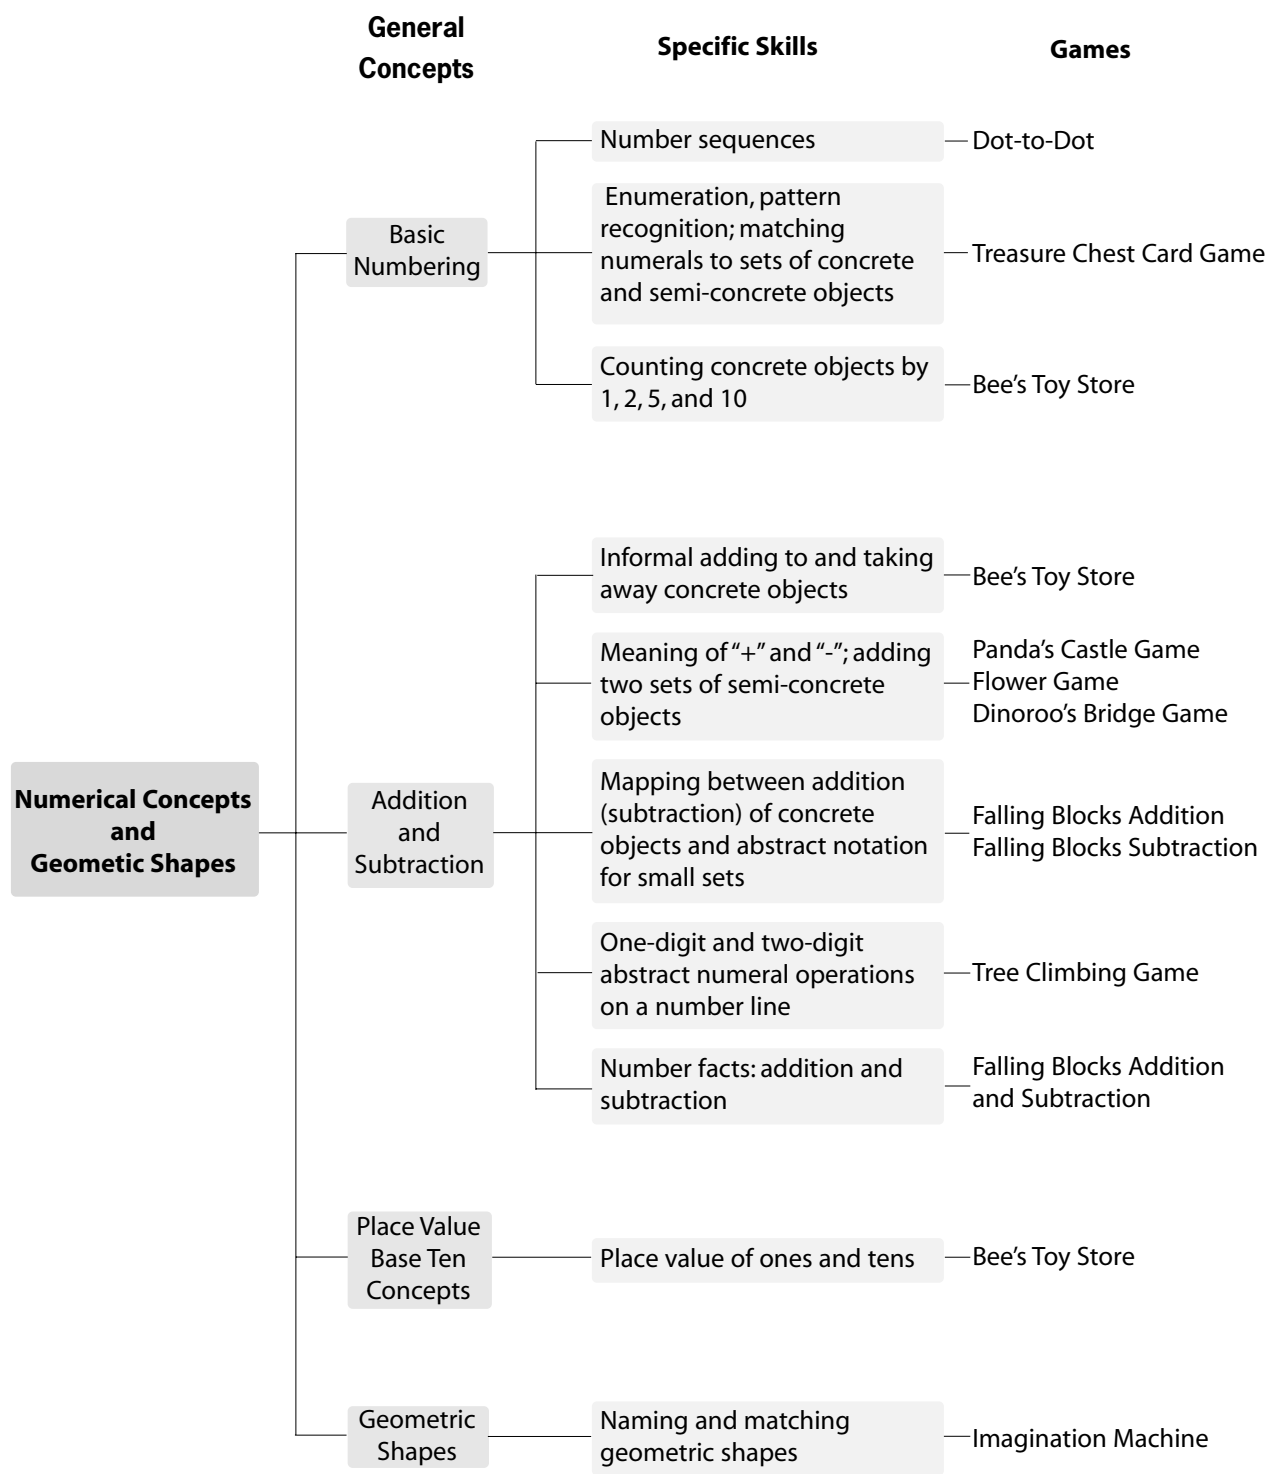 General
Concepts
Specific Skills
Games
Number sequences
Dot-to-Dot
Basic
Numbering
Enumeration, pattern
recognition; matching
numerals to sets of concrete
and semi-concrete objects
Treasure Chest Card Game
Counting concrete objects by
1, 2, 5, and 10
Bee's Toy Store
Numerical Concepts
and
Geometic Shapes
Addition
and
Subtraction
Informal adding to and taking
away concrete objects
Bee's Toy Store
Meaning of "+" and "-"; adding
two sets of semi-concrete
objects
Panda's Castle Game
Flower Game
Dinoroo's Bridge Game
Mapping between addition
(subtraction) of concrete
objects and abstract notation
for small sets
Falling Blocks Addition
Falling Blocks Subtraction
One-digit and two-digit
abstract numeral operations
on a number line
Tree Climbing Game
Number facts: addition and
subtraction
Falling Blocks Addition
and Subtraction
Place Value
Base Ten
Concepts
Place value of ones and tens
Bee's Toy Store
Geometric
Shapes
Naming and matching
geometric shapes
Imagination Machine